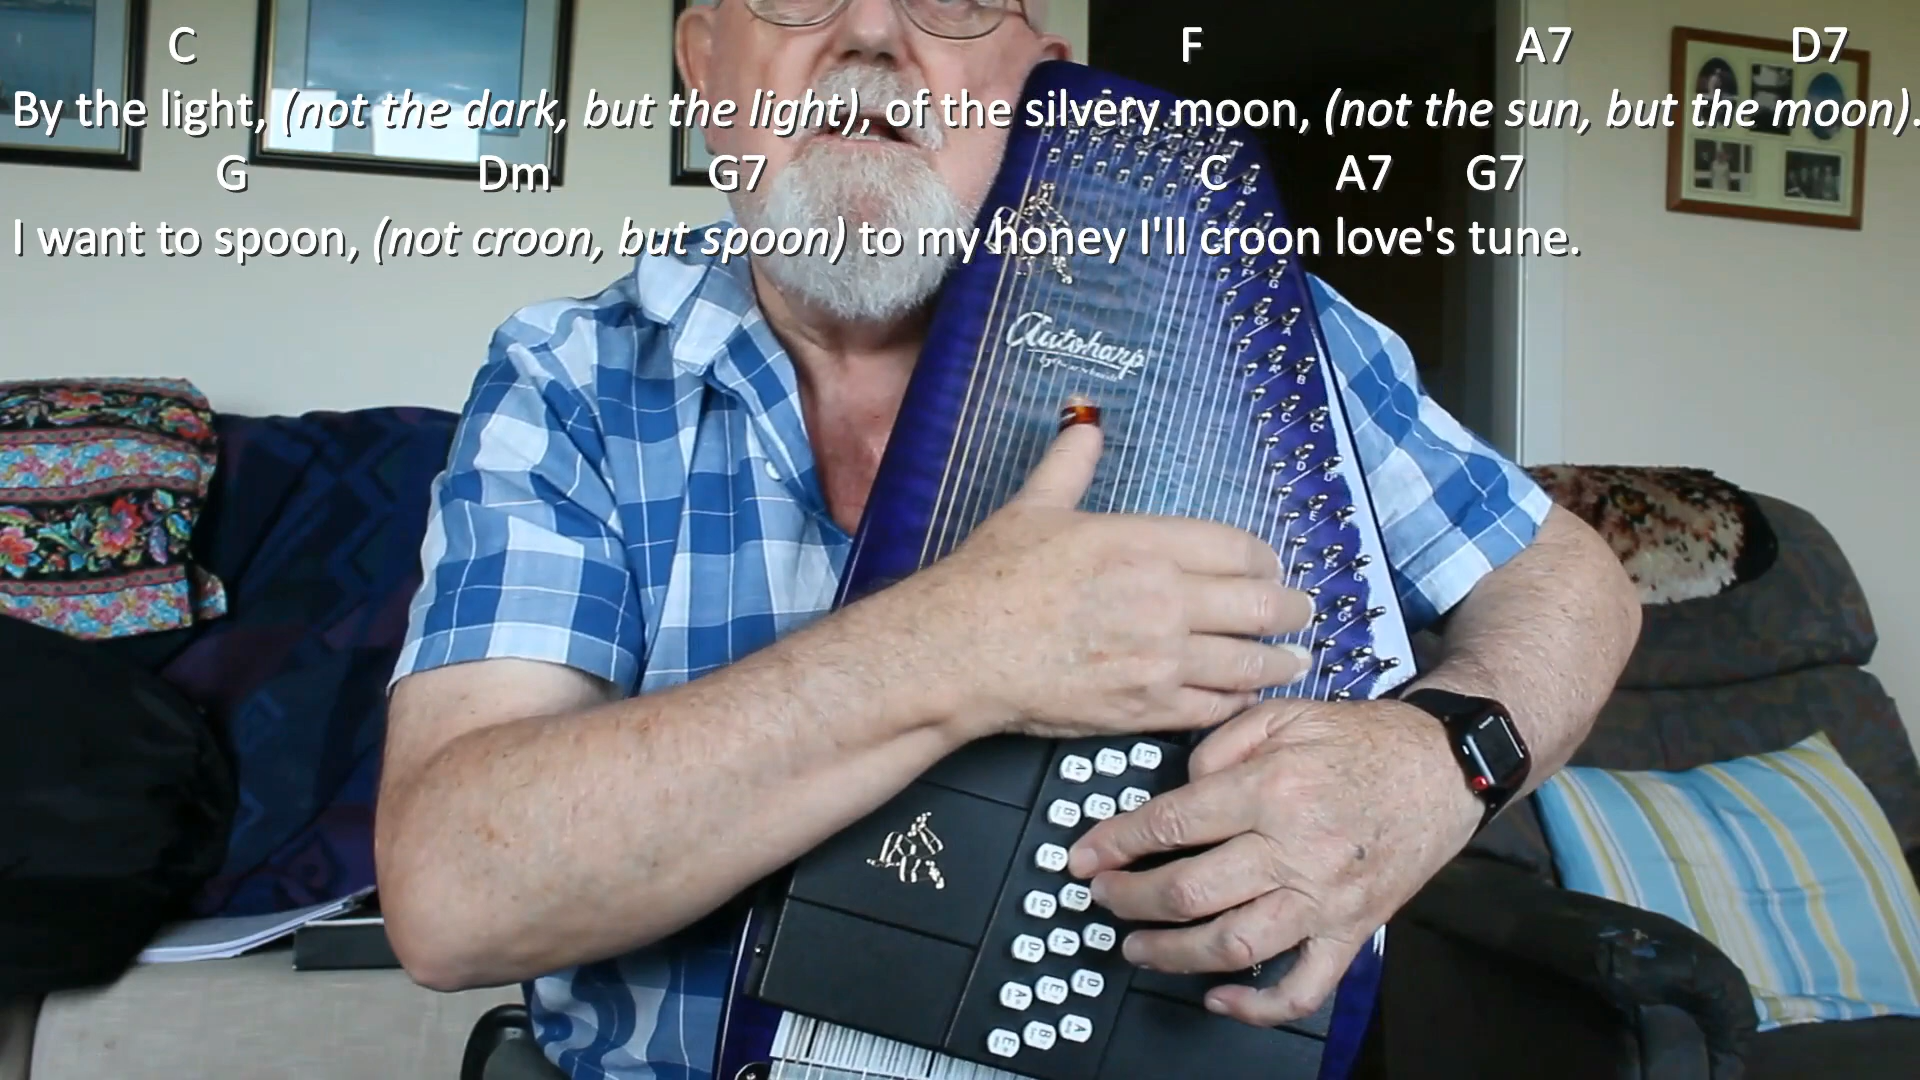 C F A7 D7
By the light, (not the dark, but the light), of the silvery moon, (not the sun, but the moon).
G Dm G7 C A7 G7
I want to spoon, (not croon, but spoon) to my honey I'll croon love's tune.
Autoharp